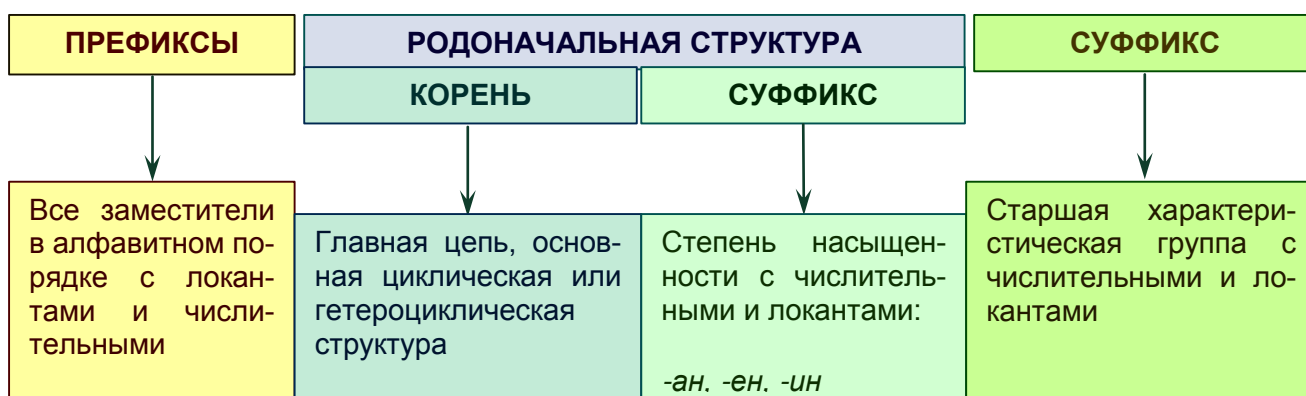 ПРЕФИКСЫ
РОДОНАЧАЛЬНАЯ СТРУКТУРА
СУФФИКС
КОРЕНЬ
СУФФИКС
Все заместители
в алфавитном по-
рядке с локан-
тами и числи-
тельными
Главная цепь, основ-
ная циклическая или
гетероциклическая
структура
Степень насыщен-
ности с числитель-
ными и локантами:
-ан, -ен, -ин
Старшая характери-
стическая группа с
числительными и ло-
кантами